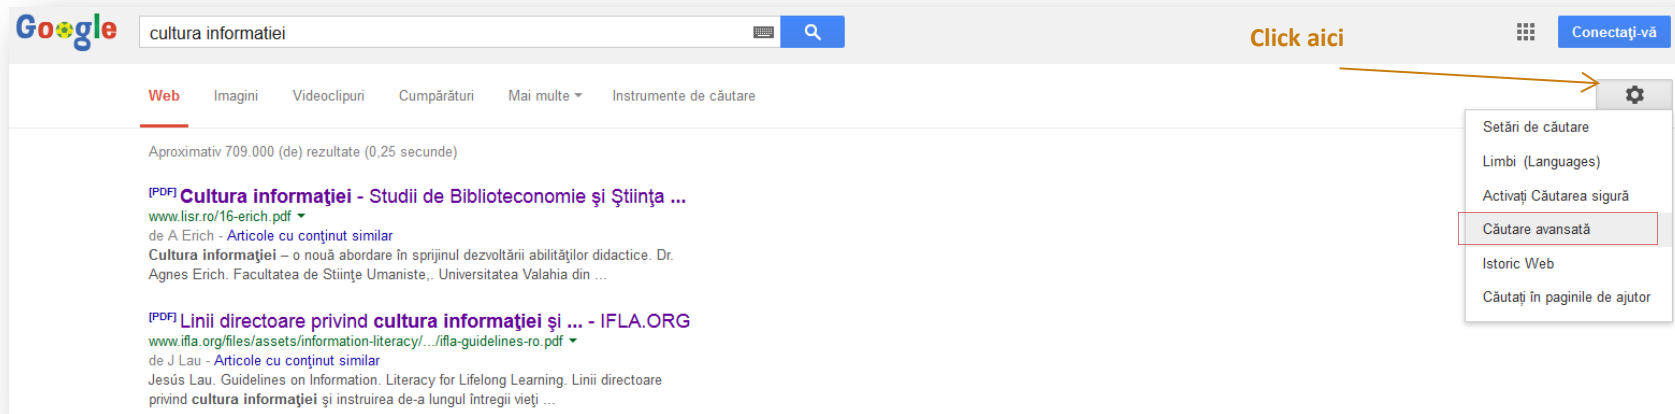 Google
cultura informatiei
Click aici
Conectaţi-vă
Web Imagini Videoclipuri Cumpărături Mai multe Instrumente de căutare
Setări de căutare
Limbi (Languages)
Activați Căutarea sigură
Căutare avansată
Istoric Web
Căutați în paginile de ajutor
Aproximativ 709.000 (de) rezultate (0,25 secunde)
[PDF] Cultura informaţiei - Studii de Biblioteconomie şi Ştiinţa ...
www.lisr.ro/16-erich.pdf
de A Erich - Articole cu conţinut similar
Cultura informaţiei – o nouă abordare în sprijinul dezvoltării abilităţilor didactice. Dr.
Agnes Erich. Facultatea de Stiinţe Umaniste,. Universitatea Valahia din ...
[PDF] Linii directoare privind cultura informaţiei şi ... - IFLA.ORG
www.ifla.org/files/assets/information-literacy/.../ifla-guidelines-ro.pdf
de J Lau - Articole cu conţinut similar
Jesús Lau. Guidelines on Information. Literacy for Lifelong Learning. Linii directoare
privind cultura informaţiei şi instruirea de-a lungul întregii vieţi ...